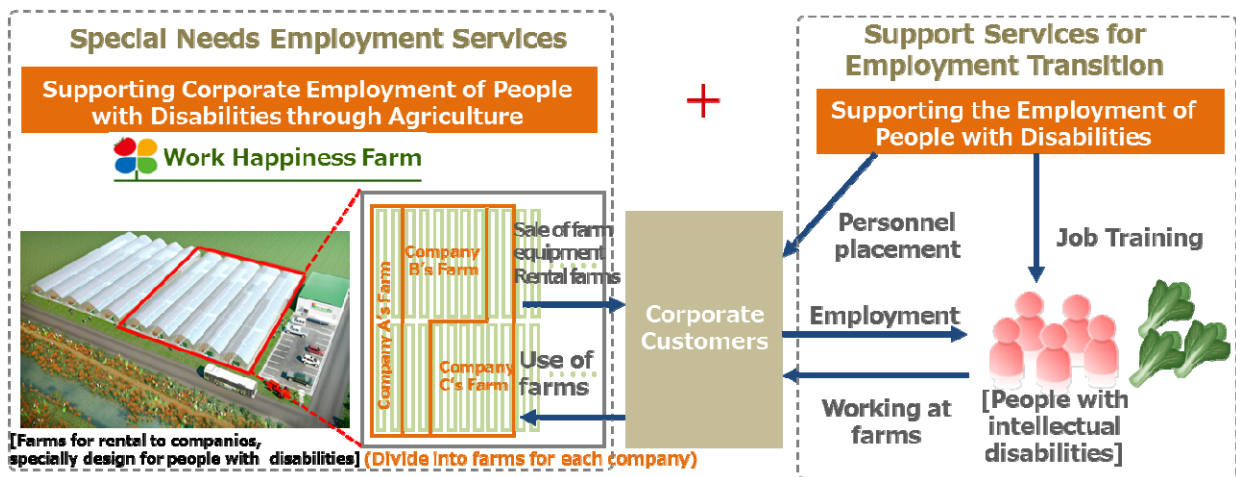 Special Needs Employment Services
Supporting Corporate Employment of People
with Disabilities through Agriculture
Work Happiness Farm
Company A's Farm
Company
B's Farm
Company
C's Farm
[Farms for rental to companios,
specially design for people with disabilities]
(Divide into farms for each company)
Sale of farm
equipment
Rental farms
Use of
farms
+
Corporate
Customers
Support Services for
Employment Transition
Supporting the Employment of
People with Disabilities
Personnel
placement
Job Training
Employment
Working at
farms
[People with
intellectual
disabilities]